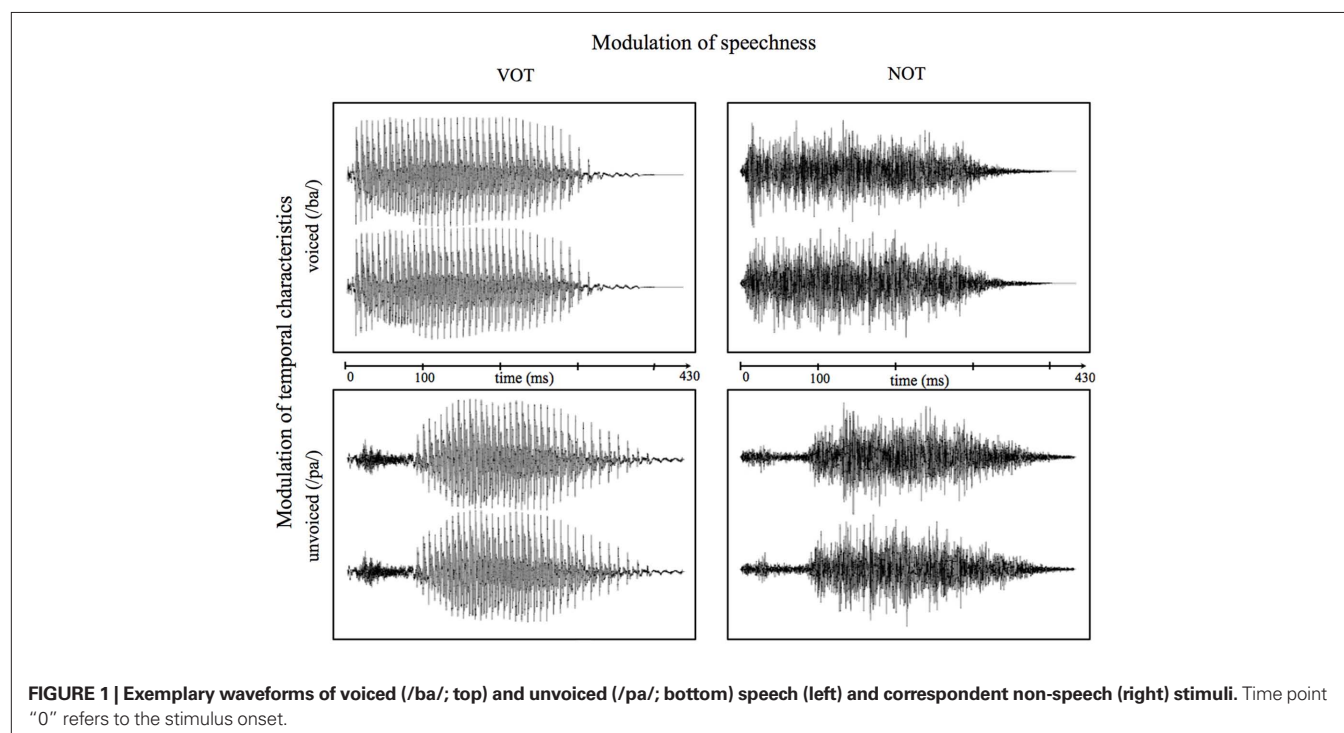 Modulation of speechness
VOT
NOT
Modulation of temporal characteristics
voiced (/ba/)
unvoiced (/pa/)
0 100 time (ms) 430
0 100 time (ms) 430
FIGURE 1 | Exemplary waveforms of voiced (/ba/; top) and unvoiced (/pa/; bottom) speech (left) and correspondent non-speech (right) stimuli. Time point
"0" refers to the stimulus onset.